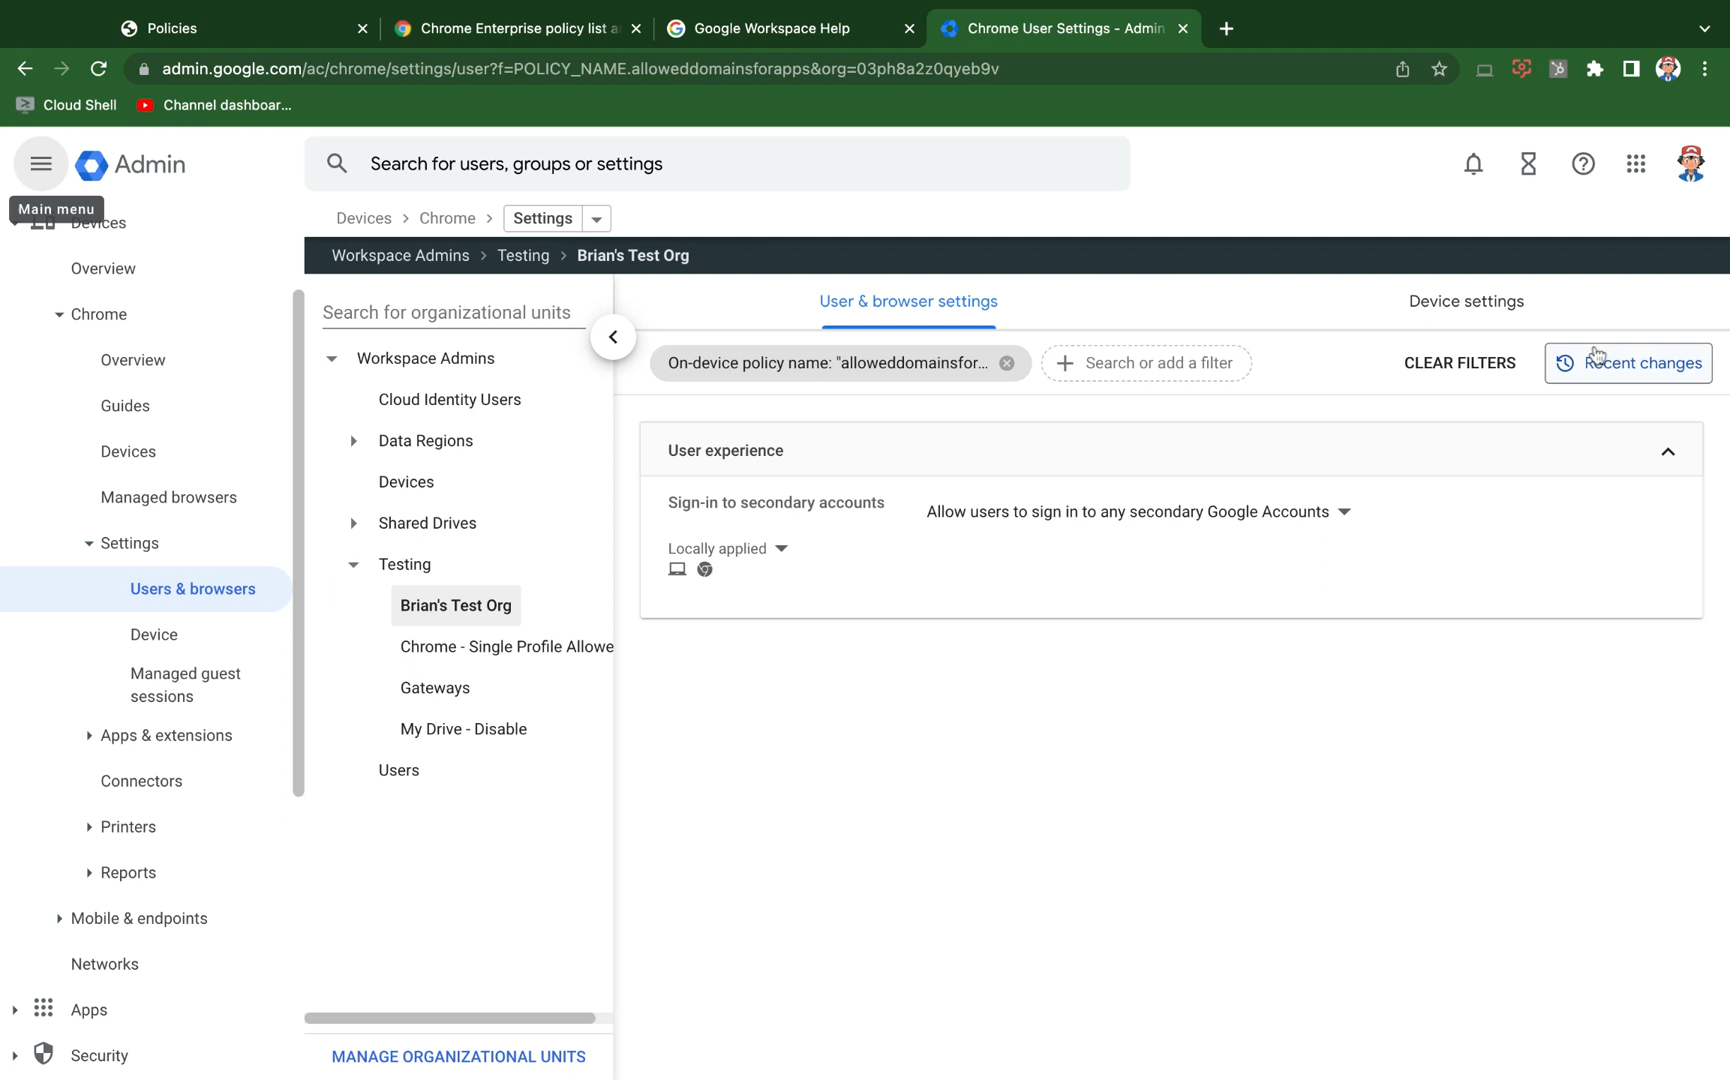 Policies
Chrome Enterprise policy list a
Google Workspace Help
Chrome User Settings - Admin
admin.google.com/ac/chrome/settings/user?f=POLICY_NAME.alloweddomainsforapps&org=03ph8a2z0qyeb9v
Cloud Shell
Channel dashboar...
Admin
Search for users, groups or settings
Main menu
Devices
Overview
Chrome
Overview
Guides
Devices
Managed browsers
Settings
Users & browsers
Device
Managed guest
sessions
Apps & extensions
Connectors
Printers
Reports
Mobile & endpoints
Networks
Apps
Security
Devices > Chrome > Settings
Workspace Admins > Testing > Brian's Test Org
Search for organizational units
Workspace Admins
Cloud Identity Users
Data Regions
Devices
Shared Drives
Testing
Brian's Test Org
Chrome - Single Profile Allowe
Gateways
My Drive - Disable
Users
MANAGE ORGANIZATIONAL UNITS
User & browser settings
Device settings
On-device policy name: "alloweddomainsfor...
Search or add a filter
CLEAR FILTERS
Recent changes
User experience
Sign-in to secondary accounts
Allow users to sign in to any secondary Google Accounts
Locally applied